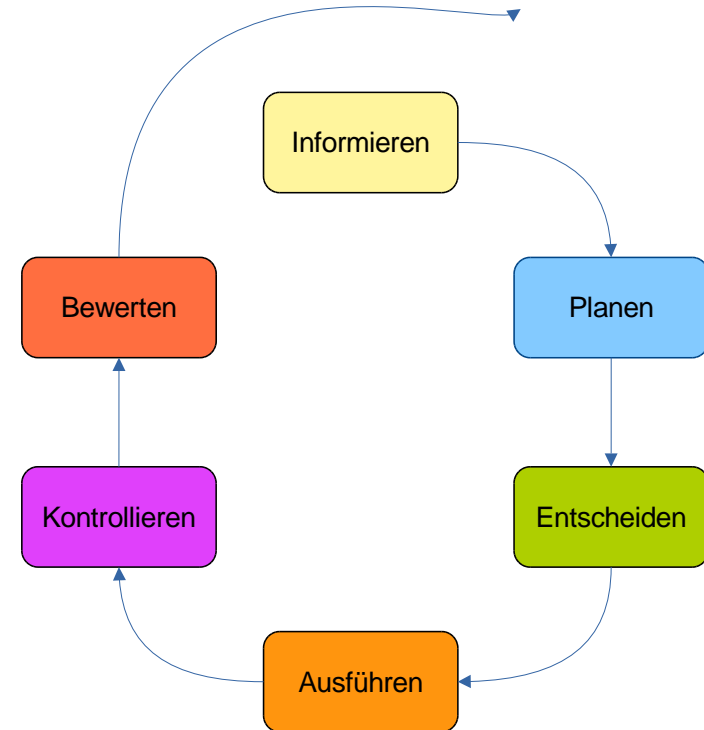 Informieren
Planen
Entscheiden
Ausführen
Kontrollieren
Bewerten